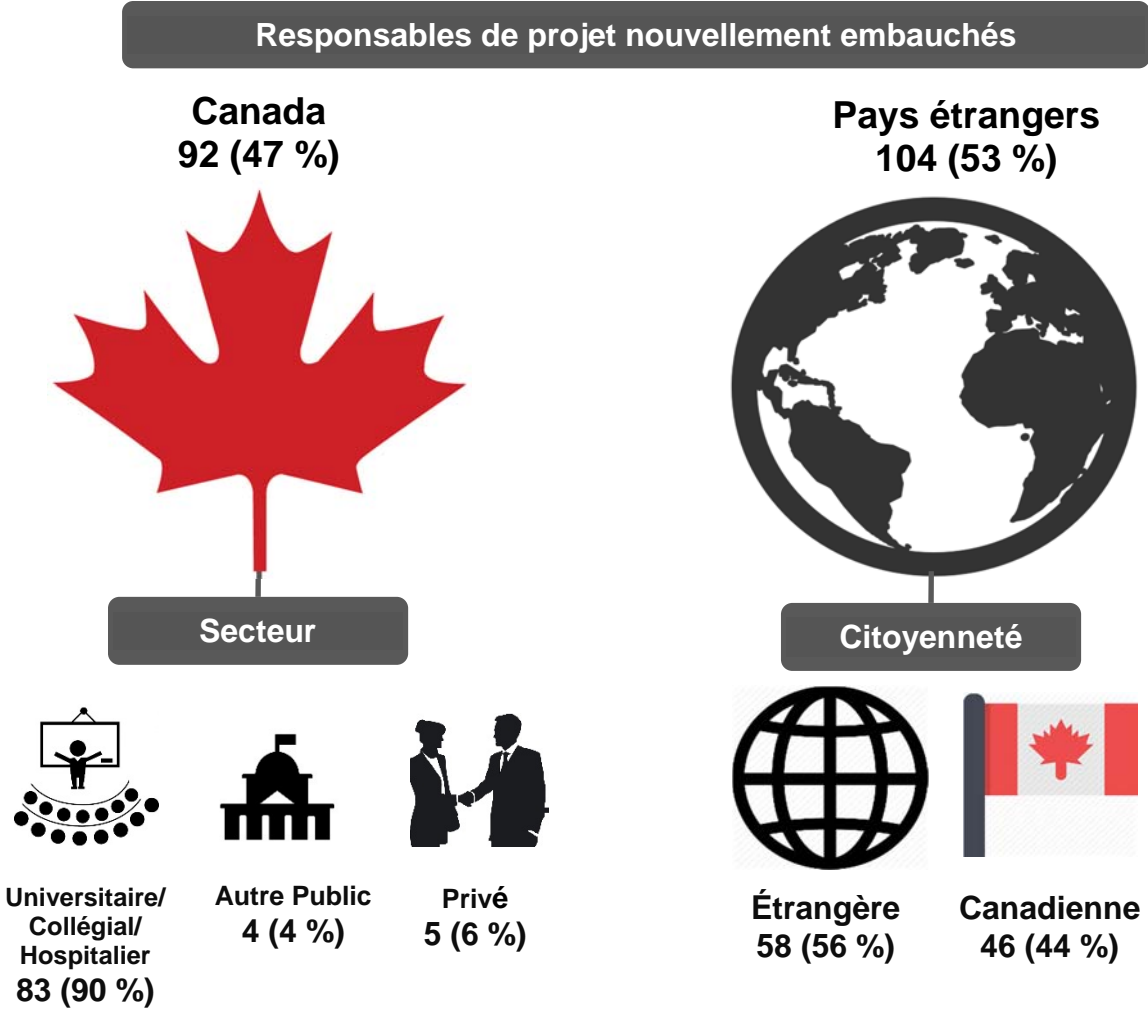 Responsables de projet nouvellement embauchés
Canada
92 (47 %)
Pays étrangers
104 (53 %)
Secteur
Universitaire/
Collégial/
Hospitalier
83 (90 %)
Autre Public
4 (4 %)
Privé
5 (6 %)
Citoyenneté
Étrangère
58 (56 %)
Canadienne
46 (44 %)